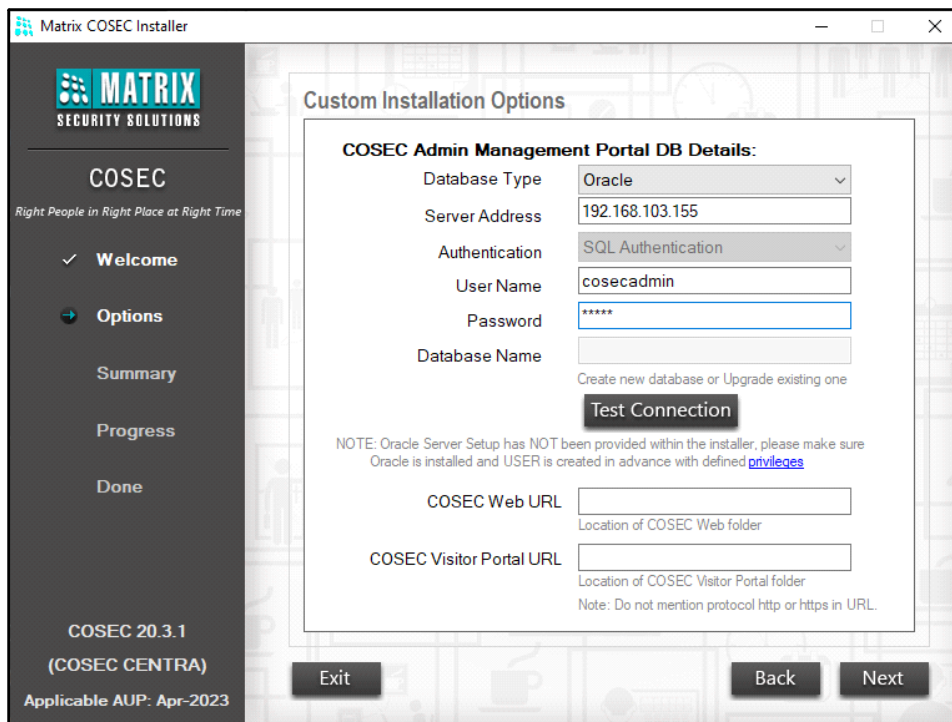 Matrix COSEC Installer
MATRIX
SECURITY SOLUTIONS
COSEC
Right People in Right Place at Right Time
Welcome
Options
Summary
Progress
Done
COSEC 20.3.1
(COSEC CENTRA)
Applicable AUP: Apr-2023
Custom Installation Options
COSEC Admin Management Portal DB Details:
Database Type Oracle
Server Address 192.168.103.155
Authentication SQL Authentication
User Name cosecadmin
Password *****
Database Name
Create new database or Upgrade existing one
Test Connection
NOTE: Oracle Server Setup has NOT been provided within the installer, please make sure
Oracle is installed and USER is created in advance with defined privileges
COSEC Web URL
Location of COSEC Web folder
COSEC Visitor Portal URL
Location of COSEC Visitor Portal folder
Note: Do not mention protocol http or https in URL.
Exit Back Next